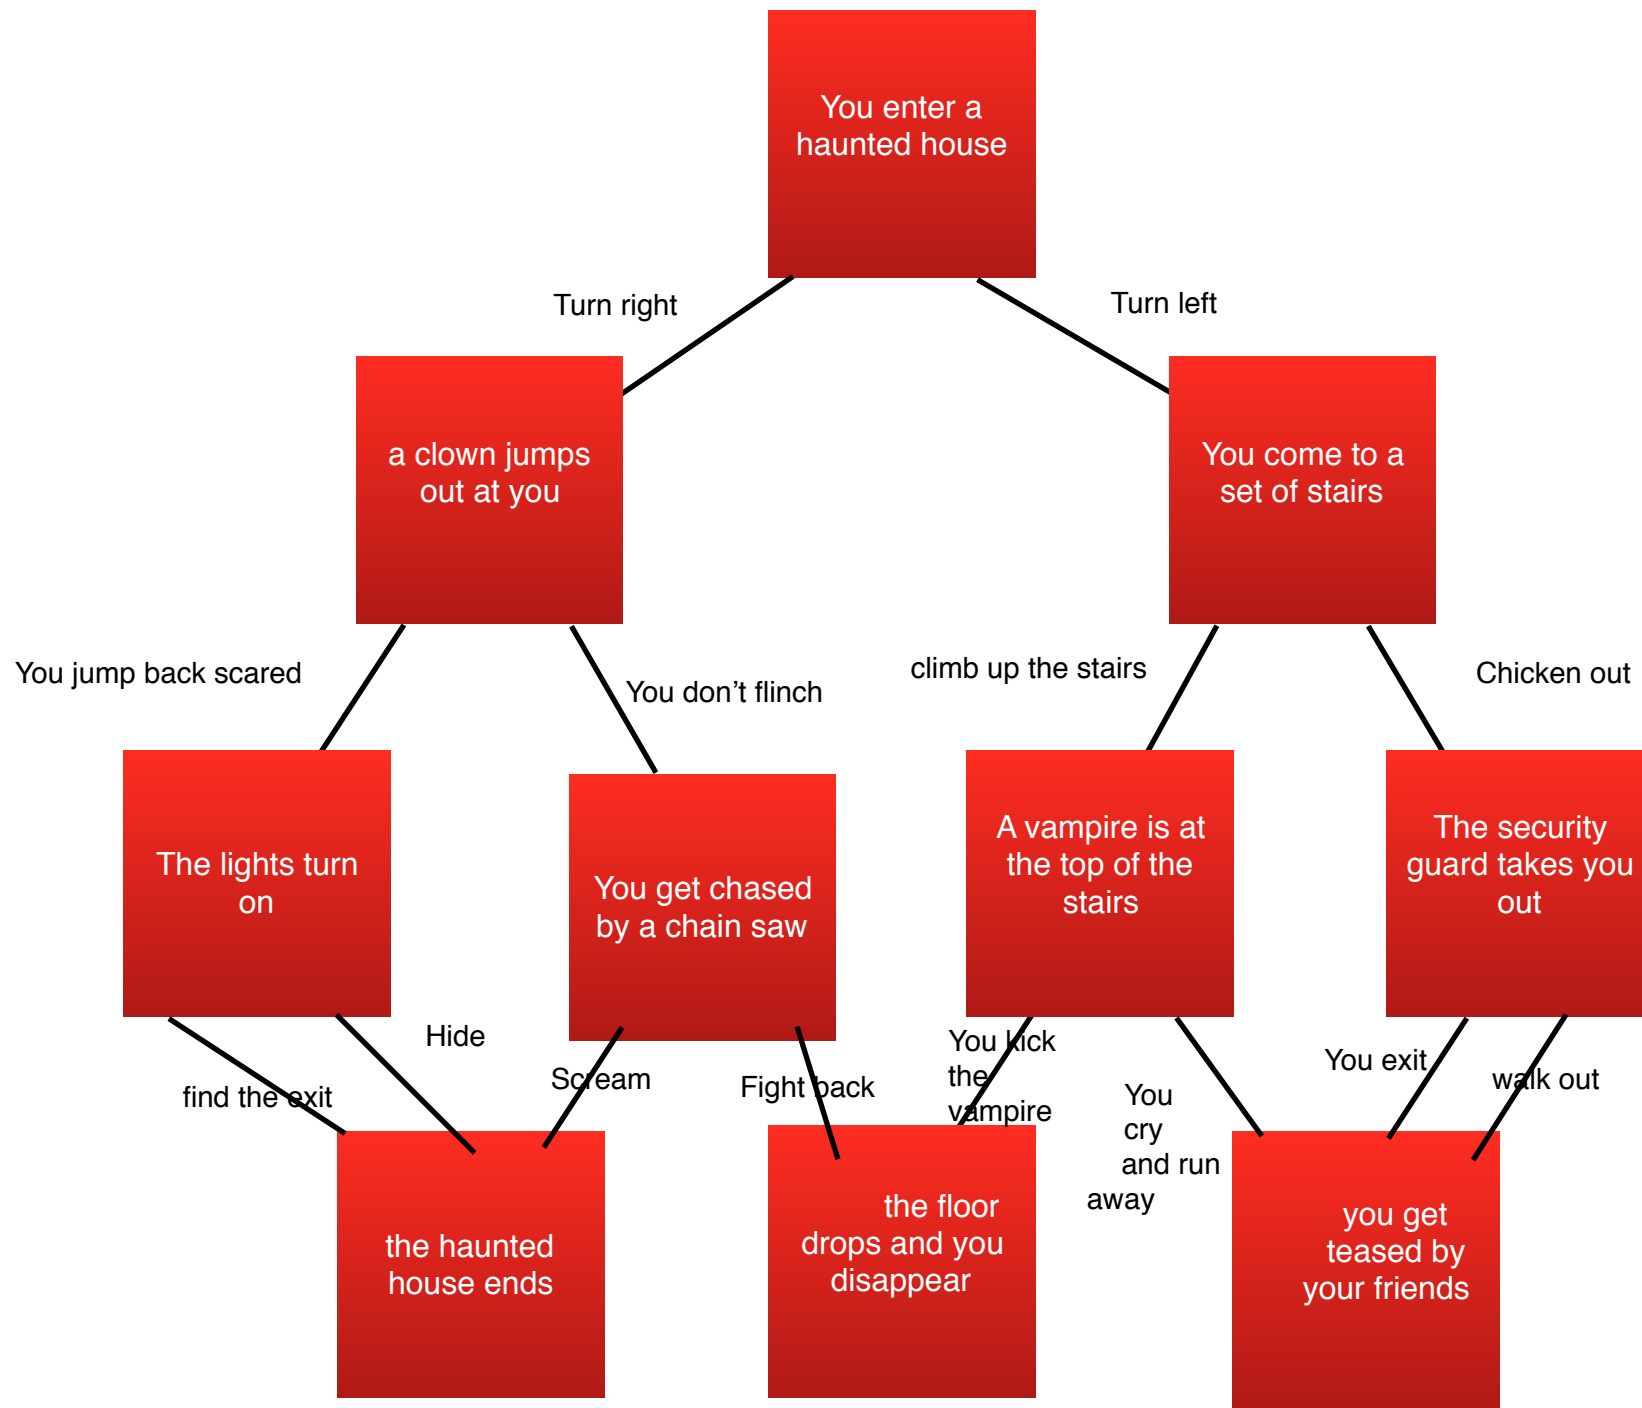 You enter a
haunted house
Turn right
Turn left
a clown jumps
out at you
You come to a
set of stairs
You jump back scared
You don’t flinch
climb up the stairs
Chicken out
The lights turn
on
You get chased
by a chain saw
A vampire is at
the top of the
stairs
The security
guard takes you
out
find the exit
Hide
Scream
Fight back
You kick
the
vampire
You
cry
and run
away
You exit
walk out
the haunted
house ends
the floor
drops and you
disappear
you get
teased by
your friends